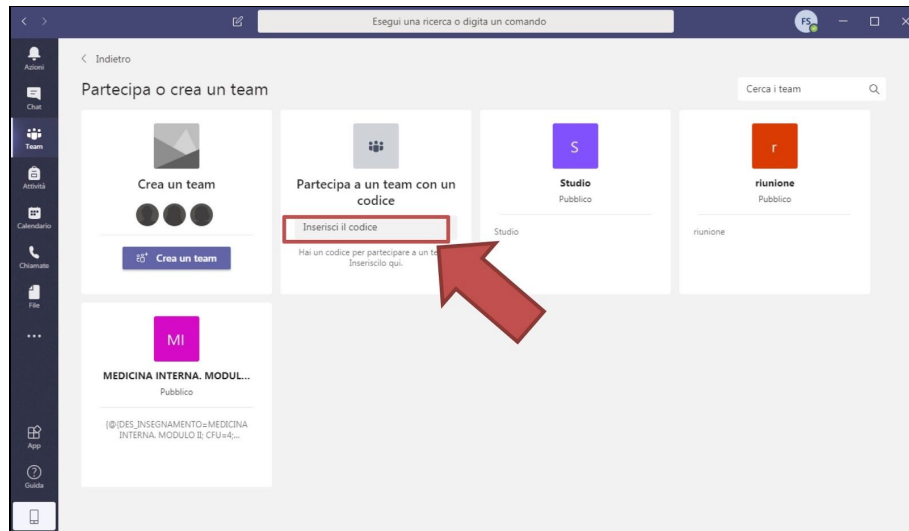 Esegui una ricerca o digita un comando
FS
Azioni
Chat
Team
Attività
Calendario
Chiamate
File
App
Guida
Indietro
Partecipa o crea un team
Cerca i team
Crea un team
Crea un team
Partecipa a un team con un
codice
Inserisci il codice
Hai un codice per partecipare a un te
Inseriscilo qui.
S
Studio
Pubblico
Studio
r
riunione
Pubblico
riunione
MI
MEDICINA INTERNA. MODUL...
Pubblico
{@{DES_INSEGNAMENTO=MEDICINA
INTERNA. MODULO II; CFU=4;...